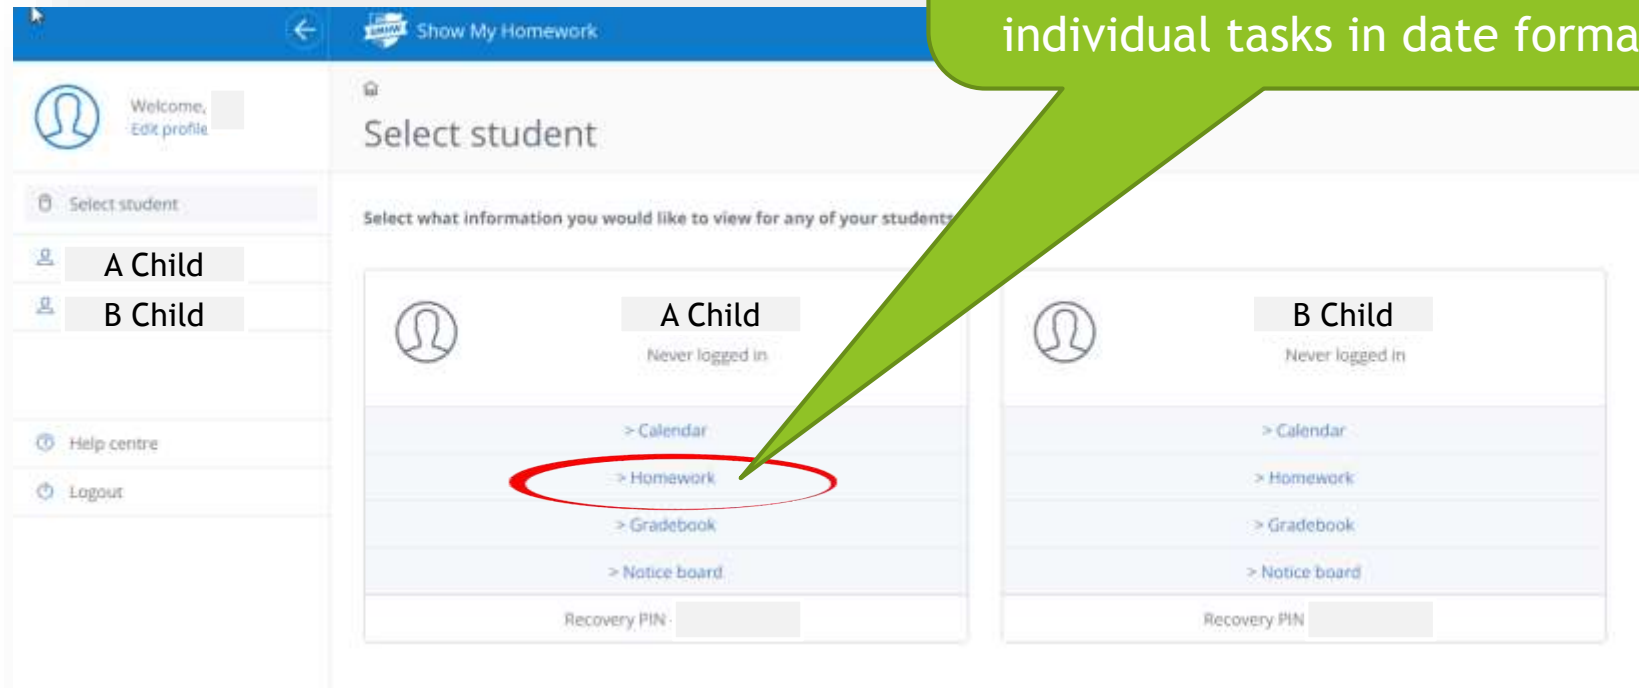 individual tasks in date forma
Show My Homework
Welcome,
Edit profile
Select student
Select student
A Child
B Child
Help centre
Logout
Select what information you would like to view for any of your students
A Child
Never logged in
> Calendar
> Homework
> Gradebook
> Notice board
Recovery PIN
B Child
Never logged in
> Calendar
> Homework
> Gradebook
> Notice board
Recovery PIN